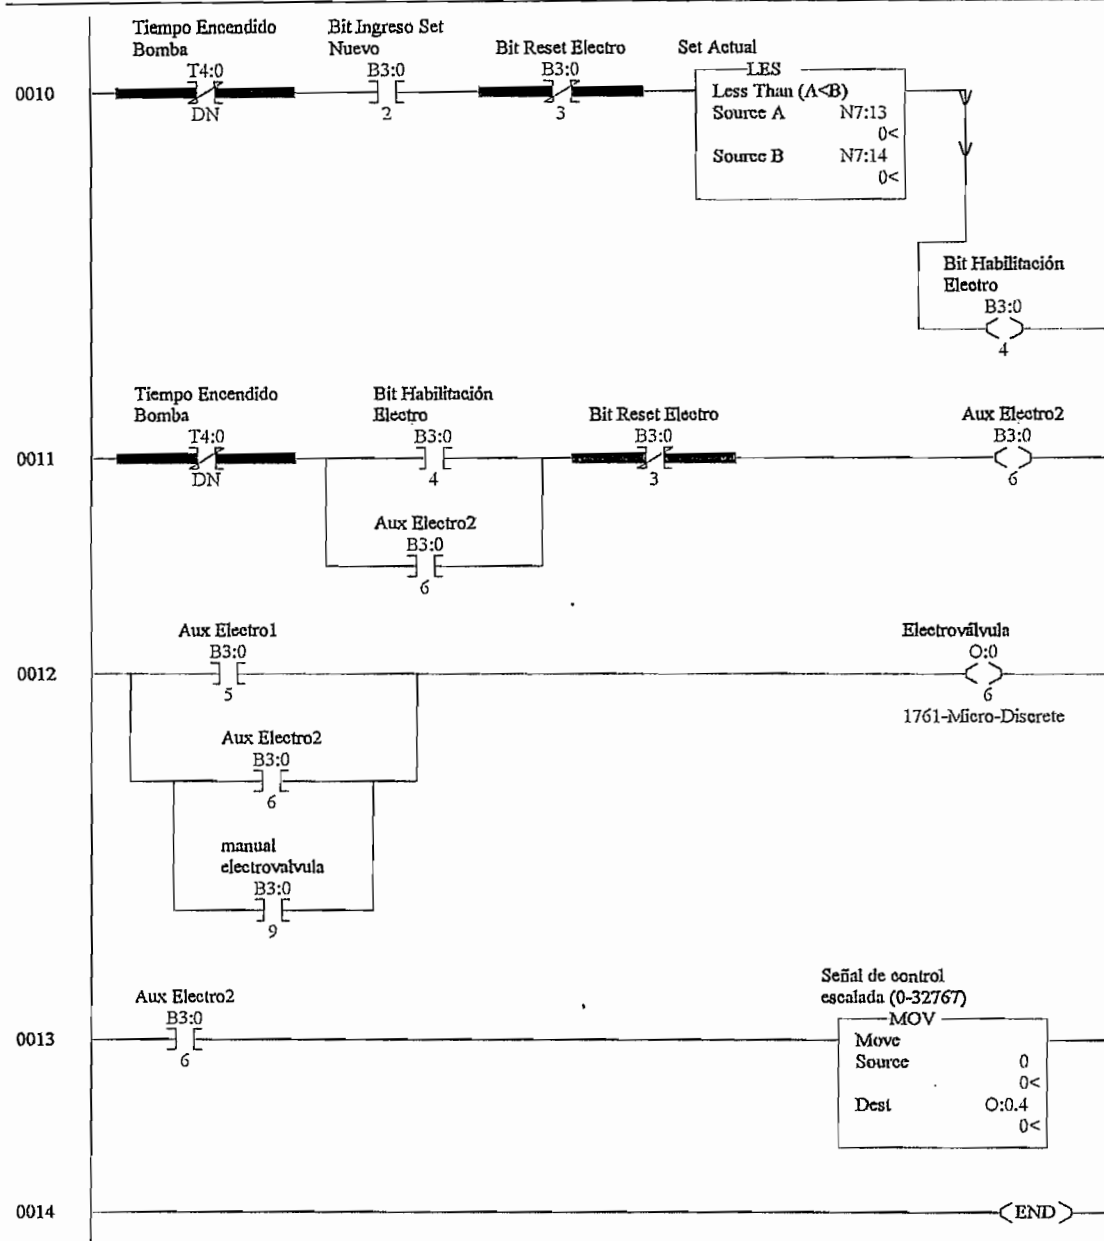 Tiempo Encendido
Bomba
T4:0
DN
Bit Ingreso Set
Nuevo
B3:0
2
Bit Reset Electro
B3:0
3
Set Actual
LES
Less Than (A<B)
Source A N7:13
0<
Source B N7:14
0<
0010
Bit Habilitación
Electro
B3:0
4
Tiempo Encendido
Bomba
T4:0
DN
Bit Habilitación
Electro
B3:0
4
Bit Reset Electro
B3:0
3
Aux Electro2
B3:0
6
0011
Aux Electro2
B3:0
6
Aux Electro1
B3:0
5
Electroválvula
O:0
6
1761-Micro-Discrete
0012
Aux Electro2
B3:0
6
manual
electrovalvula
B3:0
9
Aux Electro2
B3:0
6
Señal de control
escalada (0-32767)
MOV
Move
Source 0
0<
Dest O:0.4
0<
0013
0014
END